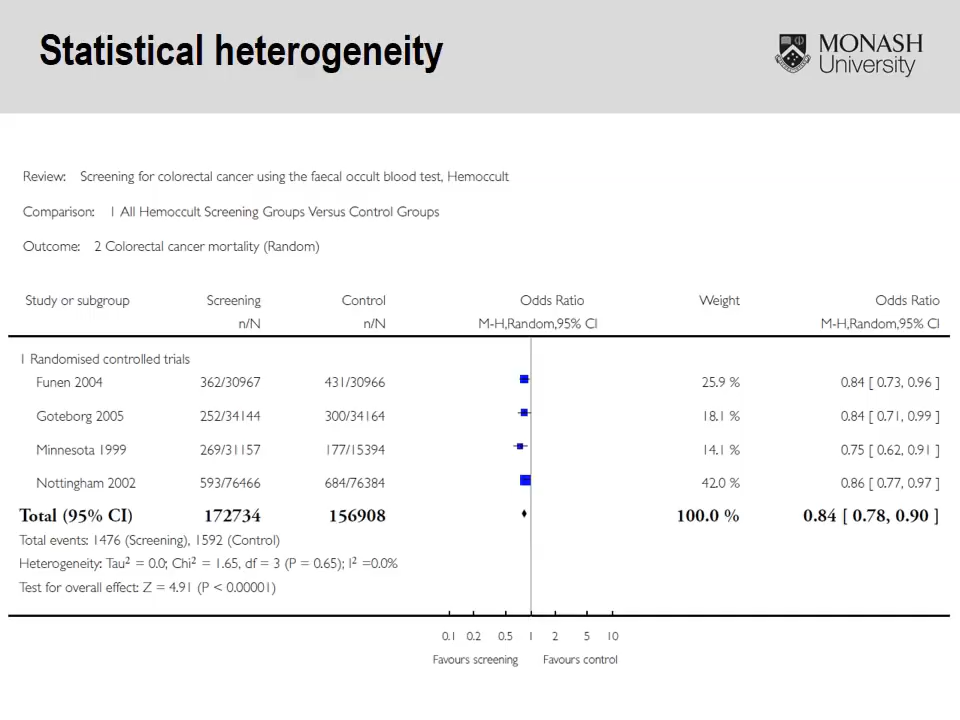 Statistical heterogeneity
MONASH
University
Review: Screening for colorectal cancer using the faecal occult blood test, Hemoccult
Comparison: 1 All Hemoccult Screening Groups Versus Control Groups
Outcome: 2 Colorectal cancer mortality (Random)
Study or subgroup Screening Control Odds Ratio Weight Odds Ratio
n/N n/N M-H,Random,95% CI M-H,Random,95% CI
1 Randomised controlled trials
Funen 2004 362/30967 431/30966 25.9 % 0.84 [ 0.73, 0.96 ]
Goteborg 2005 252/34144 300/34164 18.1 % 0.84 [ 0.71, 0.99 ]
Minnesota 1999 269/31157 177/15394 14.1 % 0.75 [ 0.62, 0.91 ]
Nottingham 2002 593/76466 684/76384 42.0 % 0.86 [ 0.77, 0.97 ]
Total (95% CI) 172734 156908 100.0 % 0.84 [ 0.78, 0.90 ]
Total events: 1476 (Screening), 1592 (Control)
Heterogeneity: Tau² = 0.0; Chi² = 1.65, df = 3 (P = 0.65); I² =0.0%
Test for overall effect: Z = 4.91 (P < 0.00001)
0.1 0.2 0.5 1 2 5 10
Favours screening Favours control